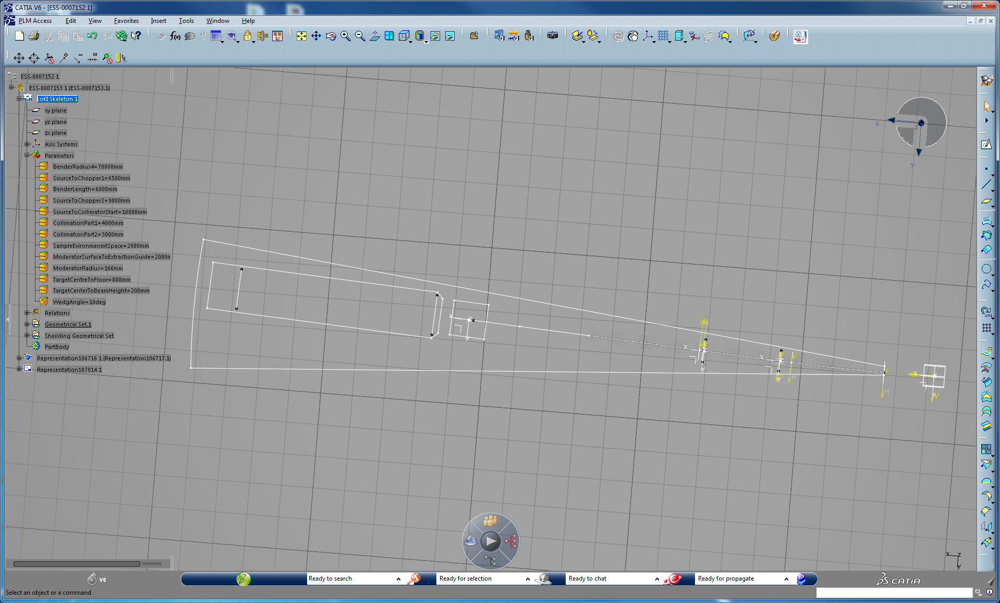 CATIA V6 - [ESS-0007152 1]
PLM Access Edit View Favorites Insert Tools Window Help
ESS-0007152 1
ESS-0007153 1 (ESS-0007153.1)
LoKI Skeleton 1
xy plane
yz plane
zx plane
Axis Systems
Parameters
BenderRadius4=78000mm
SourceToChopper1=6500mm
BenderLength=6000mm
SourceToChopper2=9800mm
SourceToCollimatorStart=10000mm
CollimationPart1=4800mm
CollimationPart2=3000mm
SampleEvironmenmtSpace=2000mm
ModeratorSurfaceToExtractionGuide=2000m
ModeratorRadius=166mm
TargetCentreToFloor=800mm
TargetCenterToBeamHeight=200mm
WedgAngle=10deg
Relations
Geometrical Set.1
Sheilding Geometrical Set
PartBody
Representation106716 1 (Representation106717.1)
Representation107014 1
x z
y
x z
y
x
y
x
y
H
V
x
y
V
x z
y
V6
Ready to search Ready for selection Ready to chat Ready for propagate
CATIA
Select an object or a command